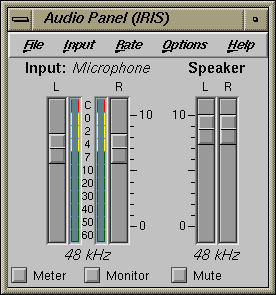 Audio Panel (IRIS)
File Input Rate Options Help
Input: Microphone Speaker
L R L R
C
0
2
4
7
10
20
30
40
50
60
10
0
10
0
48 kHz 48 kHz
Meter Monitor Mute